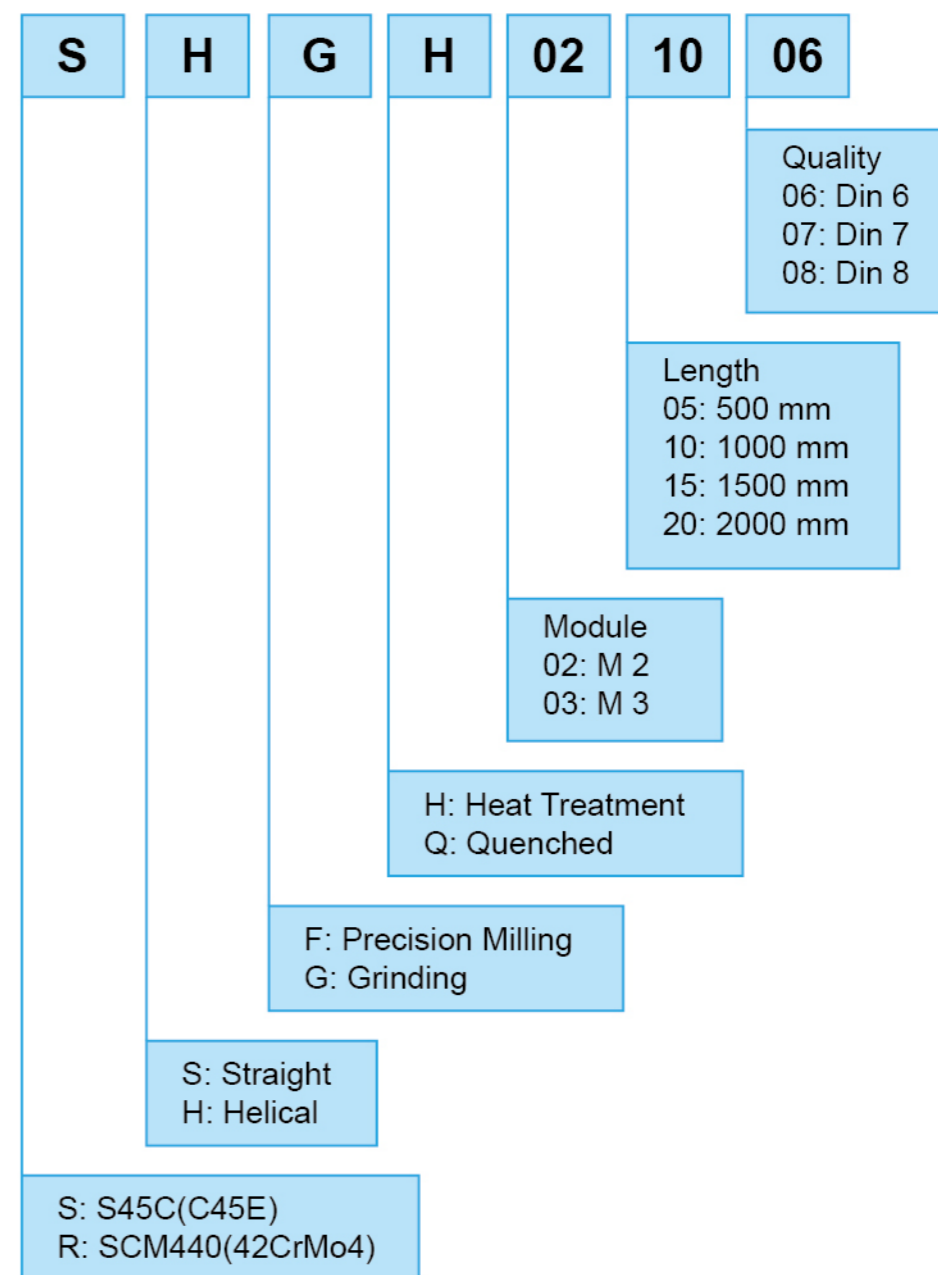 S H G H 02 10 06
Quality
06: Din 6
07: Din 7
08: Din 8
Length
05: 500 mm
10: 1000 mm
15: 1500 mm
20: 2000 mm
Module
02: M 2
03: M 3
H: Heat Treatment
Q: Quenched
F: Precision Milling
G: Grinding
S: Straight
H: Helical
S: S45C(C45E)
R: SCM440(42CrMo4)